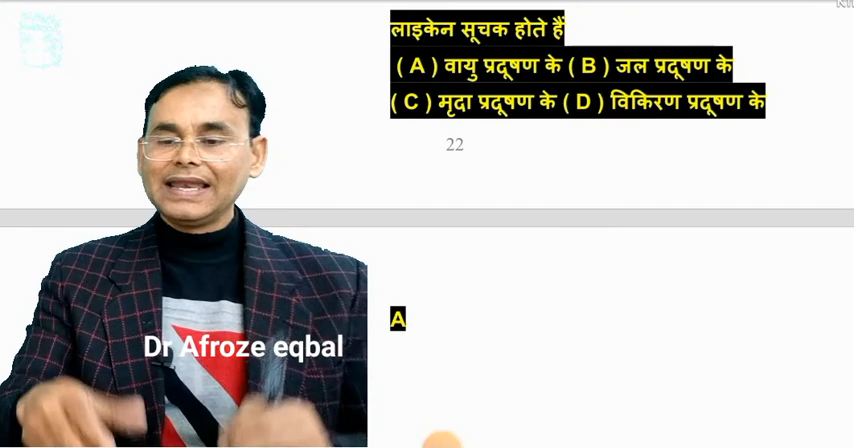 लाइकेन सूचक होते हैं
( A ) वायु प्रदूषण के ( B ) जल प्रदूषण के
( C ) मृदा प्रदूषण के ( D ) विकिरण प्रदूषण के
22
Dr Afroze eqbal
A